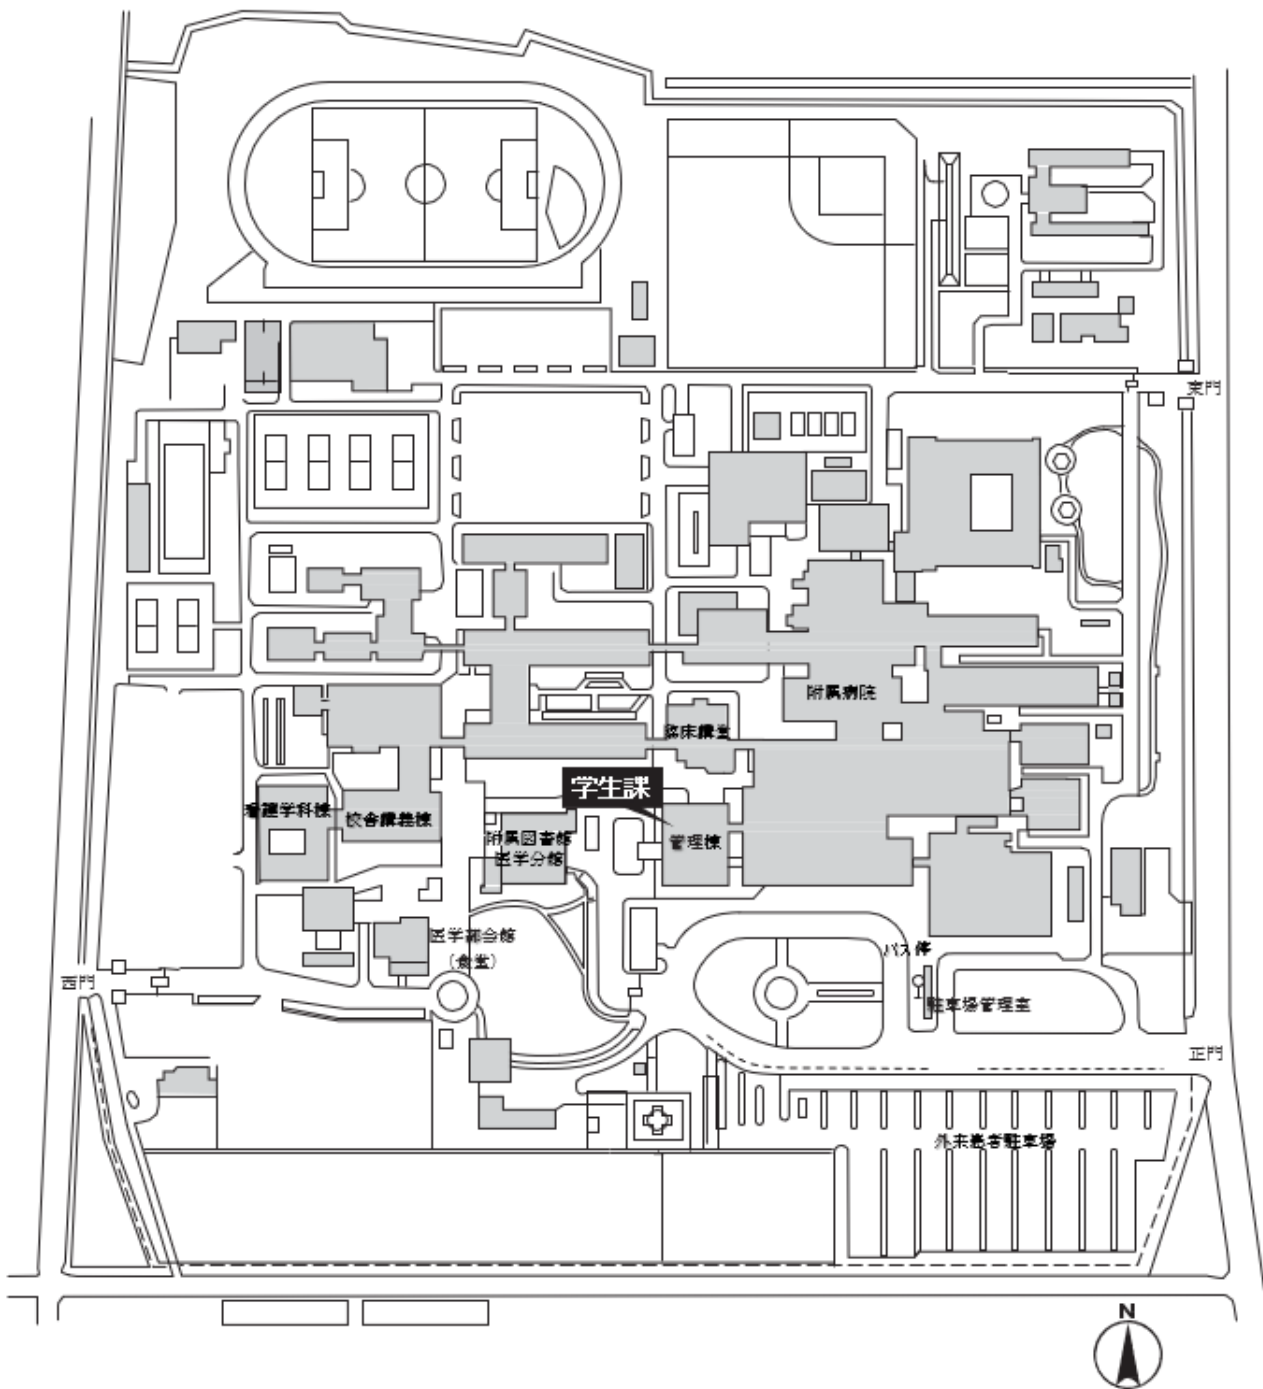 東門
附属病院
臨床講堂
学生課
看護学科棟
校舎講義棟
附属図書館
医学分館
管理棟
医学部会館
(食堂)
バス停
西門
駐車場管理室
正門
外来患者駐車場
N